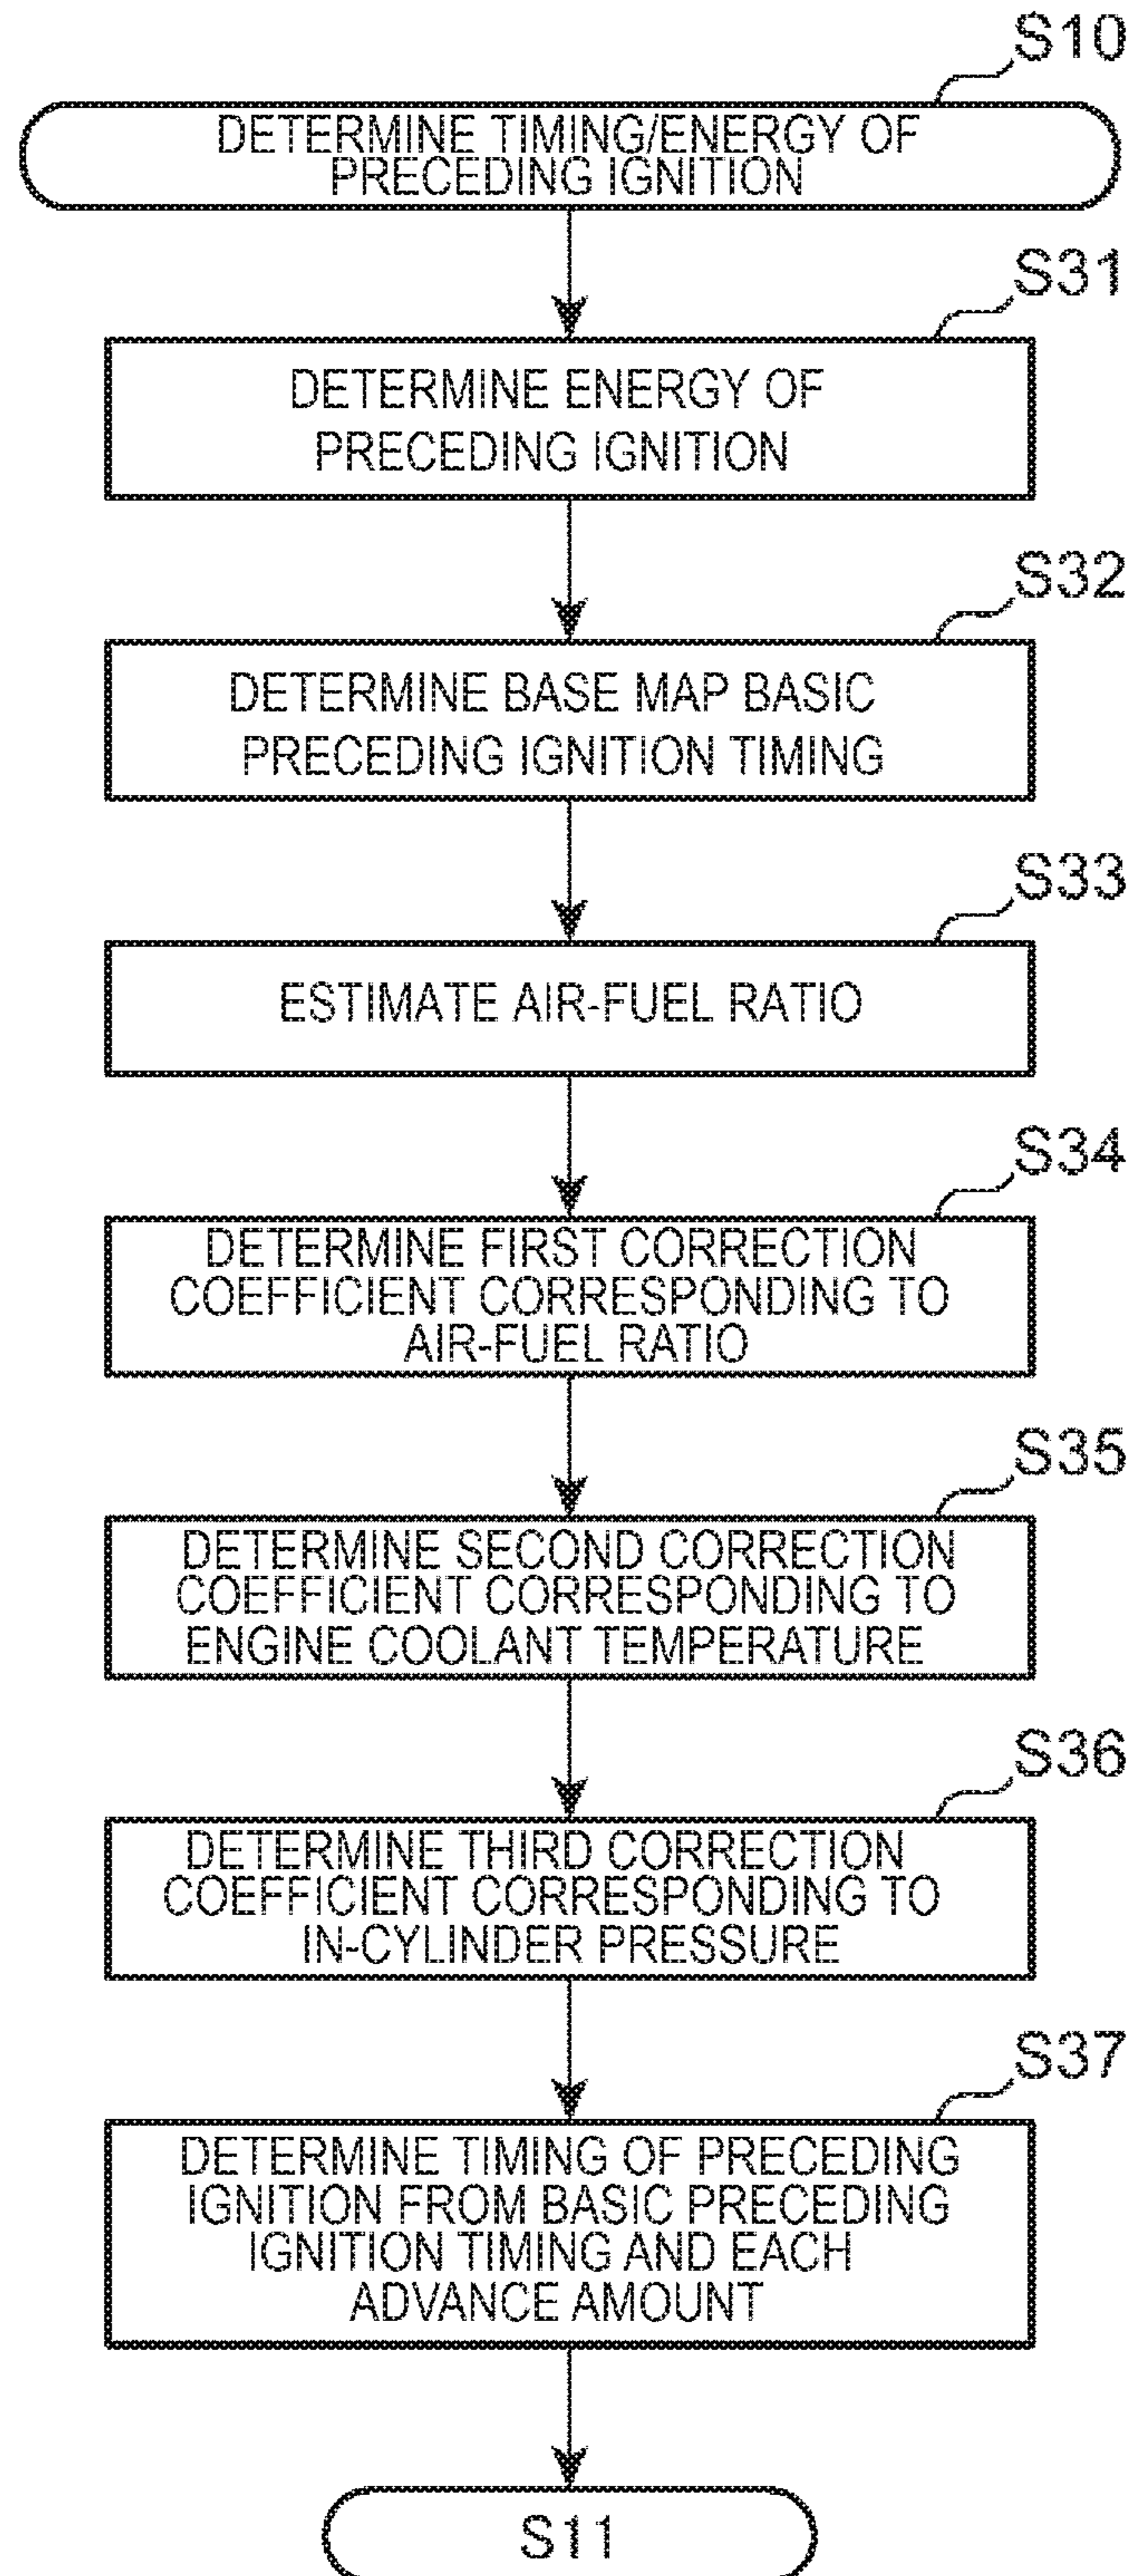 S10
DETERMINE TIMING/ENERGY OF
PRECEDING IGNITION
S31
DETERMINE ENERGY OF
PRECEDING IGNITION
S32
DETERMINE BASE MAP BASIC
PRECEDING IGNITION TIMING
S33
ESTIMATE AIR-FUEL RATIO
S34
DETERMINE FIRST CORRECTION
COEFFICIENT CORRESPONDING TO
AIR-FUEL RATIO
S35
DETERMINE SECOND CORRECTION
COEFFICIENT CORRESPONDING TO
ENGINE COOLANT TEMPERATURE
S36
DETERMINE THIRD CORRECTION
COEFFICIENT CORRESPONDING TO
IN-CYLINDER PRESSURE
S37
DETERMINE TIMING OF PRECEDING
IGNITION FROM BASIC PRECEDING
IGNITION TIMING AND EACH
ADVANCE AMOUNT
S11